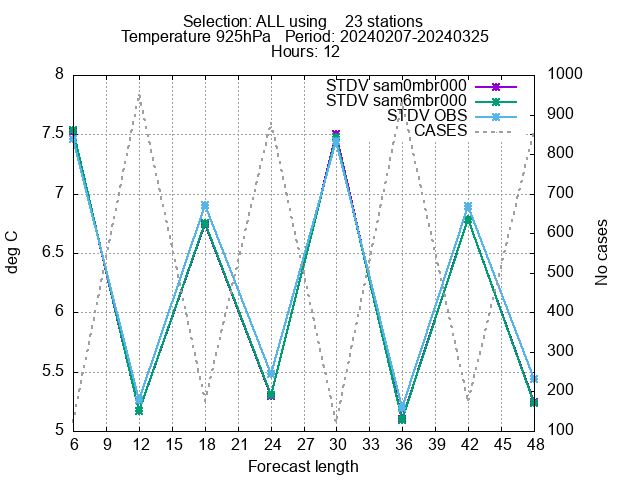 Selection: ALL using    23 stations
Temperature 925hPa   Period: 20240207-20240325
Hours: 12
STDV sam0mbr000
STDV sam6mbr000
STDV OBS
CASES
deg C
8
7.5
7
6.5
6
5.5
5
1000
900
800
700
600
500
400
300
200
100
No cases
6 9 12 15 18 21 24 27 30 33 36 39 42 45 48
Forecast length